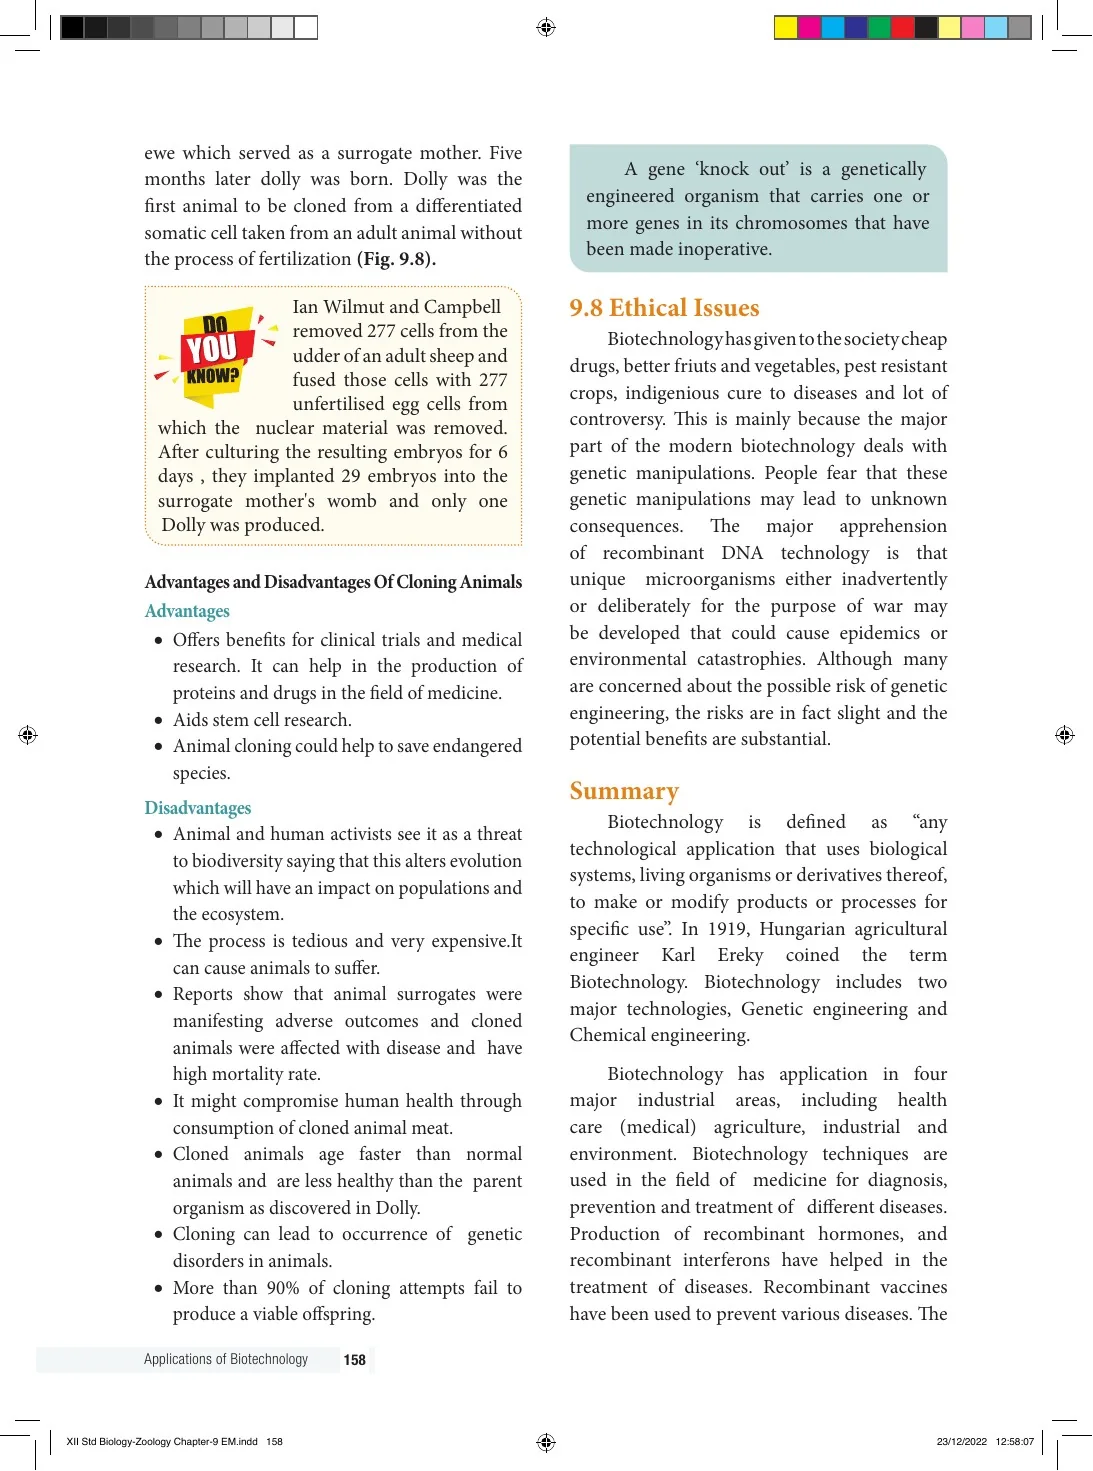 ewe which served as a surrogate mother. Five
months later dolly was born. Dolly was the
first animal to be cloned from a differentiated
somatic cell taken from an adult animal without
the process of fertilization (Fig. 9.8).
DO
YOU
KNOW?
Ian Wilmut and Campbell
removed 277 cells from the
udder of an adult sheep and
fused those cells with 277
unfertilised egg cells from
which the nuclear material was removed.
After culturing the resulting embryos for 6
days , they implanted 29 embryos into the
surrogate mother's womb and only one
Dolly was produced.
Advantages and Disadvantages Of Cloning Animals
Advantages
• Offers benefits for clinical trials and medical
research. It can help in the production of
proteins and drugs in the field of medicine.
• Aids stem cell research.
• Animal cloning could help to save endangered
species.
Disadvantages
• Animal and human activists see it as a threat
to biodiversity saying that this alters evolution
which will have an impact on populations and
the ecosystem.
• The process is tedious and very expensive.It
can cause animals to suffer.
• Reports show that animal surrogates were
manifesting adverse outcomes and cloned
animals were affected with disease and have
high mortality rate.
• It might compromise human health through
consumption of cloned animal meat.
• Cloned animals age faster than normal
animals and are less healthy than the parent
organism as discovered in Dolly.
• Cloning can lead to occurrence of genetic
disorders in animals.
• More than 90% of cloning attempts fail to
produce a viable offspring.
A gene ‘knock out’ is a genetically
engineered organism that carries one or
more genes in its chromosomes that have
been made inoperative.
9.8 Ethical Issues
Biotechnology has given to the society cheap
drugs, better friuts and vegetables, pest resistant
crops, indigenious cure to diseases and lot of
controversy. This is mainly because the major
part of the modern biotechnology deals with
genetic manipulations. People fear that these
genetic manipulations may lead to unknown
consequences. The major apprehension
of recombinant DNA technology is that
unique microorganisms either inadvertently
or deliberately for the purpose of war may
be developed that could cause epidemics or
environmental catastrophies. Although many
are concerned about the possible risk of genetic
engineering, the risks are in fact slight and the
potential benefits are substantial.
Summary
Biotechnology is defined as “any
technological application that uses biological
systems, living organisms or derivatives thereof,
to make or modify products or processes for
specific use”. In 1919, Hungarian agricultural
engineer Karl Ereky coined the term
Biotechnology. Biotechnology includes two
major technologies, Genetic engineering and
Chemical engineering.
Biotechnology has application in four
major industrial areas, including health
care (medical) agriculture, industrial and
environment. Biotechnology techniques are
used in the field of medicine for diagnosis,
prevention and treatment of different diseases.
Production of recombinant hormones, and
recombinant interferons have helped in the
treatment of diseases. Recombinant vaccines
have been used to prevent various diseases. The
Applications of Biotechnology 158
XII Std Biology-Zoology Chapter-9 EM.indd 158
23/12/2022 12:58:07